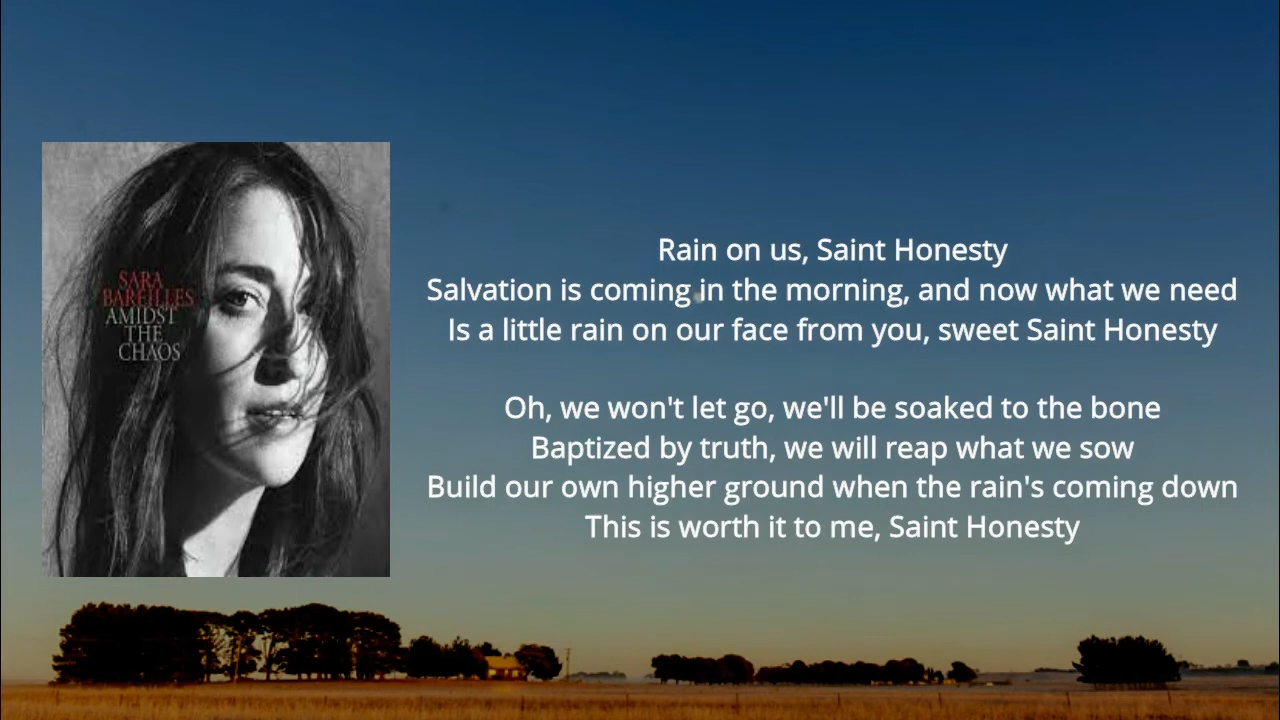 SARA
BAREILLES
AMIDST
THE
CHAOS
Rain on us, Saint Honesty
Salvation is coming in the morning, and now what we need
Is a little rain on our face from you, sweet Saint Honesty
Oh, we won't let go, we'll be soaked to the bone
Baptized by truth, we will reap what we sow
Build our own higher ground when the rain's coming down
This is worth it to me, Saint Honesty